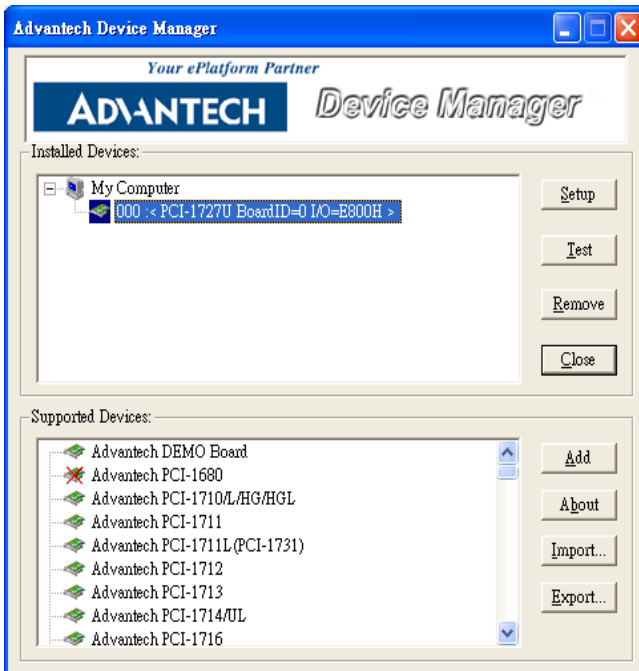 Advantech Device Manager
Your ePlatform Partner
ADVANTECH
Device Manager
Installed Devices:
My Computer
000 :< PCI-1727U BoardID=0 I/O=E800H >
Setup
Test
Remove
Close
Supported Devices:
Advantech DEMO Board
Advantech PCI-1680
Advantech PCI-1710/L/HG/HGL
Advantech PCI-1711
Advantech PCI-1711L(PCI-1731)
Advantech PCI-1712
Advantech PCI-1713
Advantech PCI-1714/UL
Advantech PCI-1716
Add
About
Import...
Export...